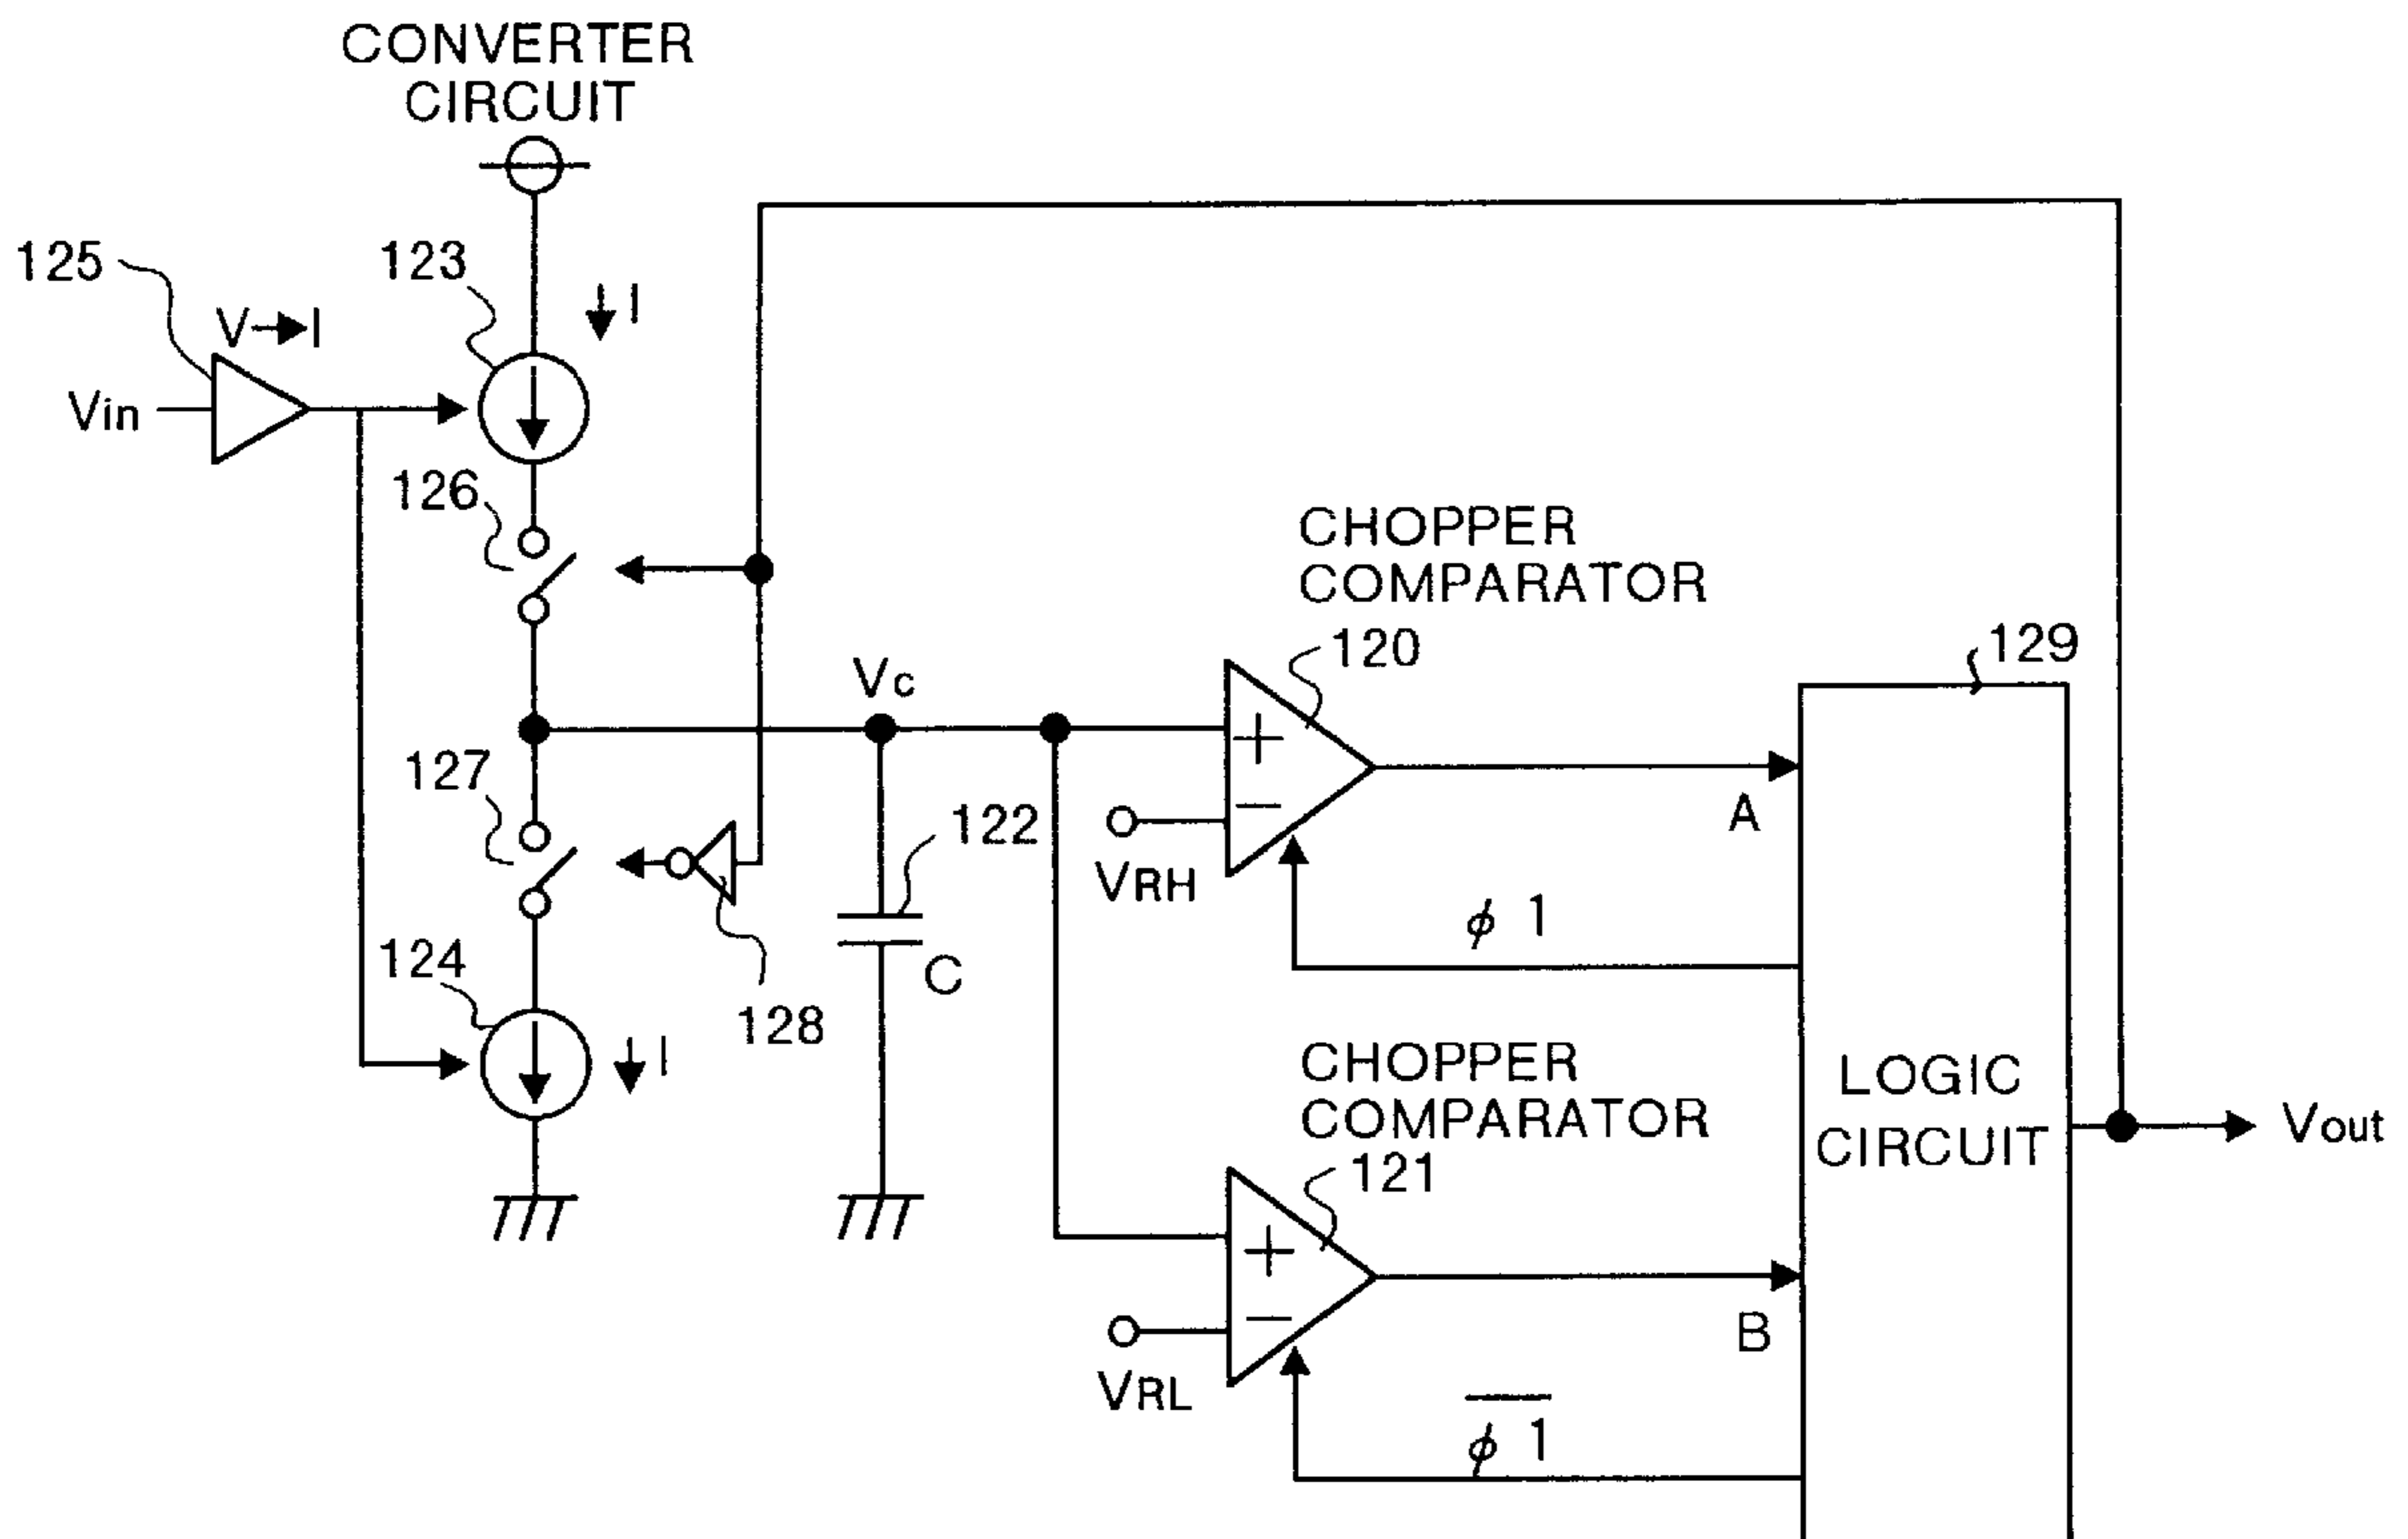 CONVERTER
CIRCUIT
125
123
I
V→I
Vin
126
CHOPPER
COMPARATOR
120
129
Vc
127
122
A
VRH
φ 1
124
C
128
I
CHOPPER
COMPARATOR
121
LOGIC
CIRCUIT
Vout
B
VRL
φ̅ 1̅